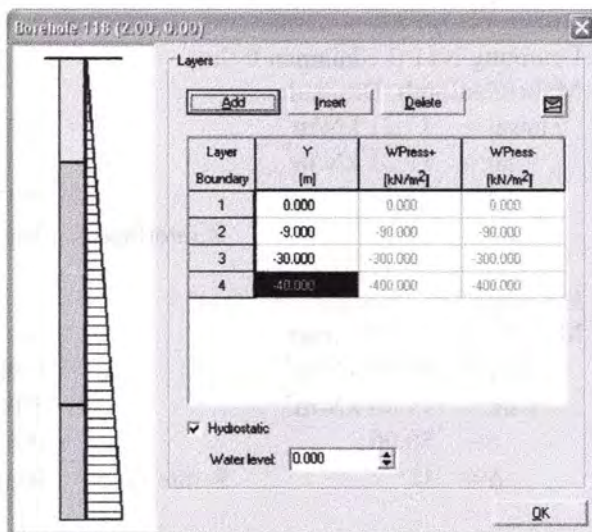 Borehole 118 (2.00, 0.00)
Layers
Add Insert Delete
Layer Boundary Y [m] WPress+ [kN/m2] WPress- [kN/m2]
1 0.000 0.000 0.000
2 -9.000 -90.000 -90.000
3 -30.000 -300.000 -300.000
4 -40.000 -400.000 -400.000
Hydrostatic
Water level: 0.000
OK